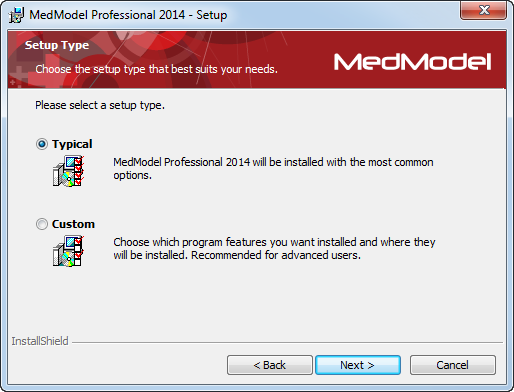 MedModel Professional 2014 - Setup
Setup Type
Choose the setup type that best suits your needs.
MedModel
Please select a setup type.
Typical
MedModel Professional 2014 will be installed with the most common
options.
Custom
Choose which program features you want installed and where they
will be installed. Recommended for advanced users.
InstallShield
< Back
Next >
Cancel